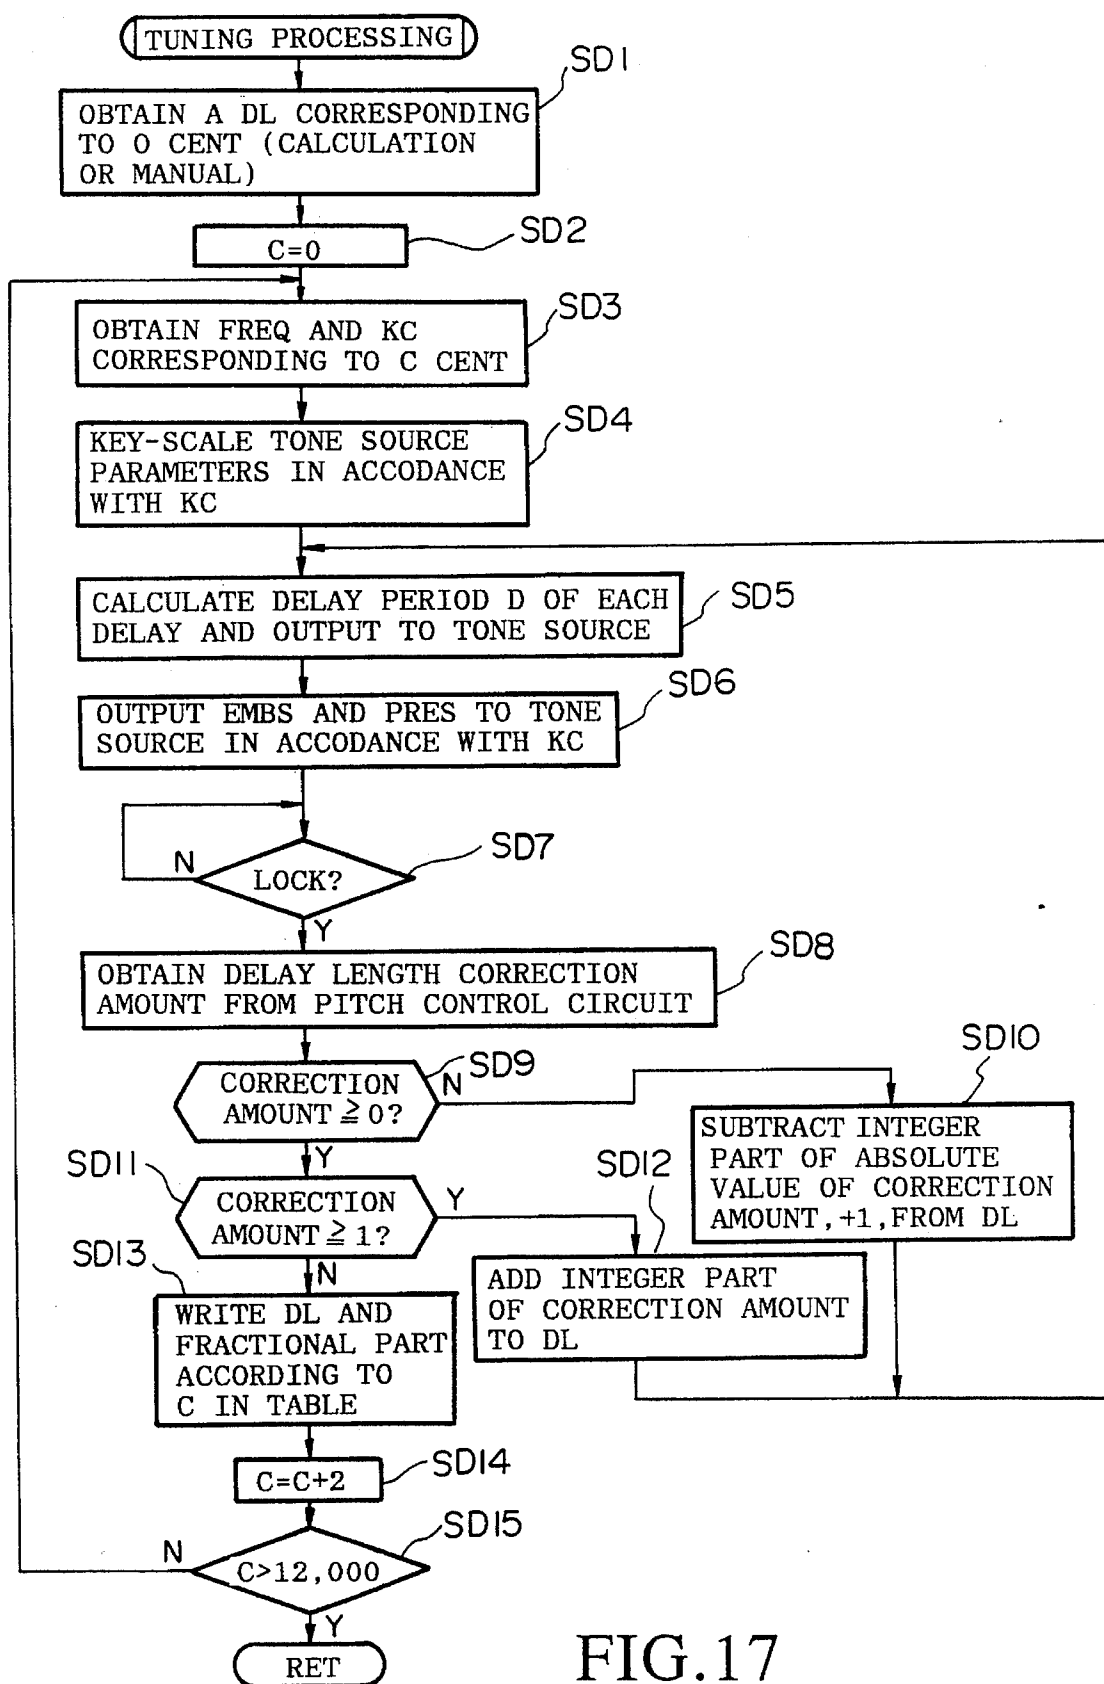 TUNING PROCESSING
SD1
OBTAIN A DL CORRESPONDING
TO 0 CENT (CALCULATION
OR MANUAL)
SD2
C=0
SD3
OBTAIN FREQ AND KC
CORRESPONDING TO C CENT
SD4
KEY-SCALE TONE SOURCE
PARAMETERS IN ACCODANCE
WITH KC
SD5
CALCULATE DELAY PERIOD D OF EACH
DELAY AND OUTPUT TO TONE SOURCE
SD6
OUTPUT EMBS AND PRES TO TONE
SOURCE IN ACCODANCE WITH KC
SD7
N
LOCK?
Y
SD8
OBTAIN DELAY LENGTH CORRECTION
AMOUNT FROM PITCH CONTROL CIRCUIT
SD9
CORRECTION
AMOUNT ≧ 0?
N
Y
SD10
SUBTRACT INTEGER
PART OF ABSOLUTE
VALUE OF CORRECTION
AMOUNT,+1,FROM DL
SD11
CORRECTION
AMOUNT ≧ 1?
Y
N
SD12
ADD INTEGER PART
OF CORRECTION AMOUNT
TO DL
SD13
WRITE DL AND
FRACTIONAL PART
ACCORDING TO
C IN TABLE
SD14
C=C+2
SD15
N
C>12,000
Y
RET
FIG.17